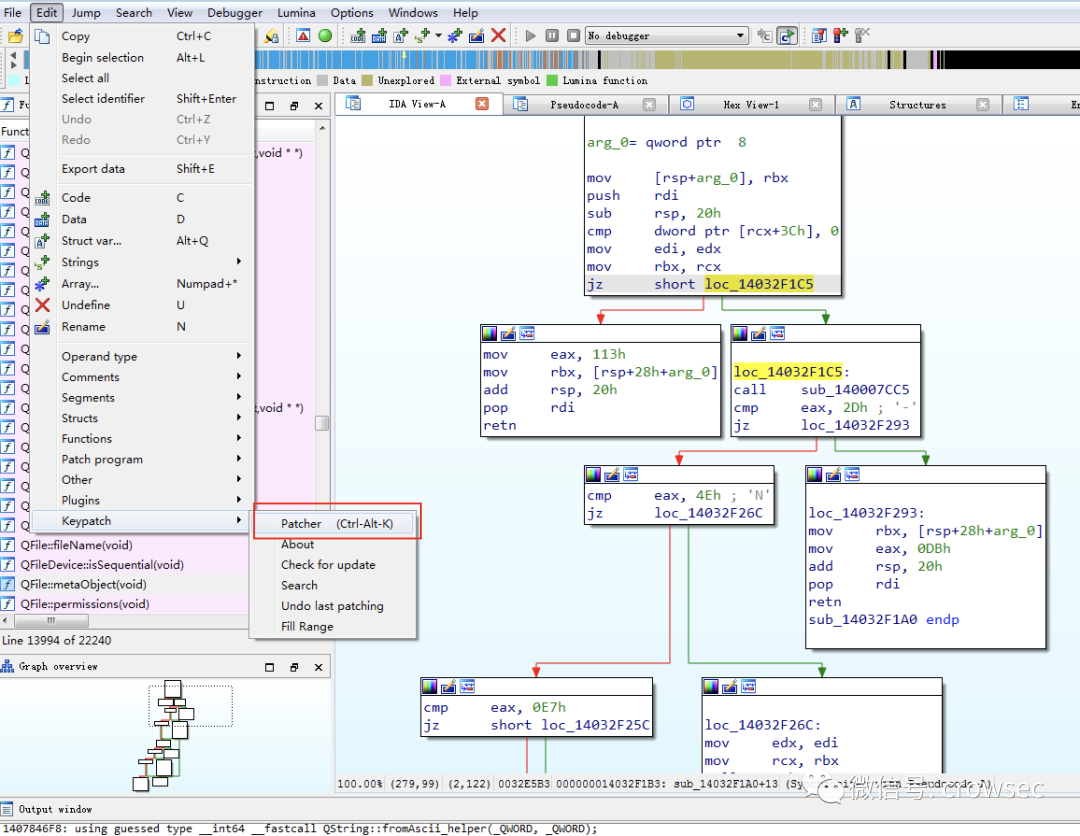 File Edit Jump Search View Debugger Lumina Options Windows Help
No debugger
nstruction Data Unexplored External symbol Lumina function
Copy Ctrl+C
Begin selection Alt+L
Select all
Select identifier Shift+Enter
Undo Ctrl+Z
Redo Ctrl+Y
Export data Shift+E
Code C
Data D
Struct var... Alt+Q
Strings
Array... Numpad+*
Undefine U
Rename N
Operand type
Comments
Segments
Structs
Functions
Patch program
Other
Plugins
Keypatch
Patcher (Ctrl-Alt-K)
About
Check for update
Search
Undo last patching
Fill Range
Funct
,void * *)
,void * *)
QFile::fileName(void)
QFileDevice::isSequential(void)
QFile::metaObject(void)
QFile::permissions(void)
Line 13994 of 22240
Graph overview
IDA View-A Pseudocode-A Hex View-1 Structures En
arg_0= qword ptr 8
mov [rsp+arg_0], rbx
push rdi
sub rsp, 20h
cmp dword ptr [rcx+3Ch], 0
mov edi, edx
mov rbx, rcx
jz short loc_14032F1C5
mov eax, 113h
mov rbx, [rsp+28h+arg_0]
add rsp, 20h
pop rdi
retn
loc_14032F1C5:
call sub_140007CC5
cmp eax, 2Dh ; '-'
jz loc_14032F293
cmp eax, 4Eh ; 'N'
jz loc_14032F26C
loc_14032F293:
mov rbx, [rsp+28h+arg_0]
mov eax, 0DBh
add rsp, 20h
pop rdi
retn
sub_14032F1A0 endp
cmp eax, 0E7h
jz short loc_14032F25C
loc_14032F26C:
mov edx, edi
mov rcx, rbx
100.00% (279,99) (2,122) 0032E5B3 000000014032F1B3: sub_14032F1A0+13 (Sy
微信号: crowsec
Output window
1407846F8: using guessed type __int64 __fastcall QString::fromAscii_helper(_QWORD, _QWORD);